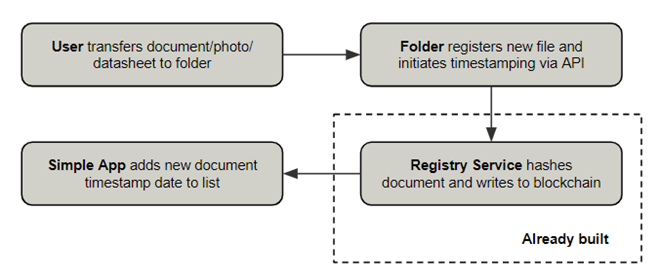 User transfers document/photo/
datasheet to folder
Folder registers new file and
initiates timestamping via API
Simple App adds new document
timestamp date to list
Registry Service hashes
document and writes to blockchain
Already built